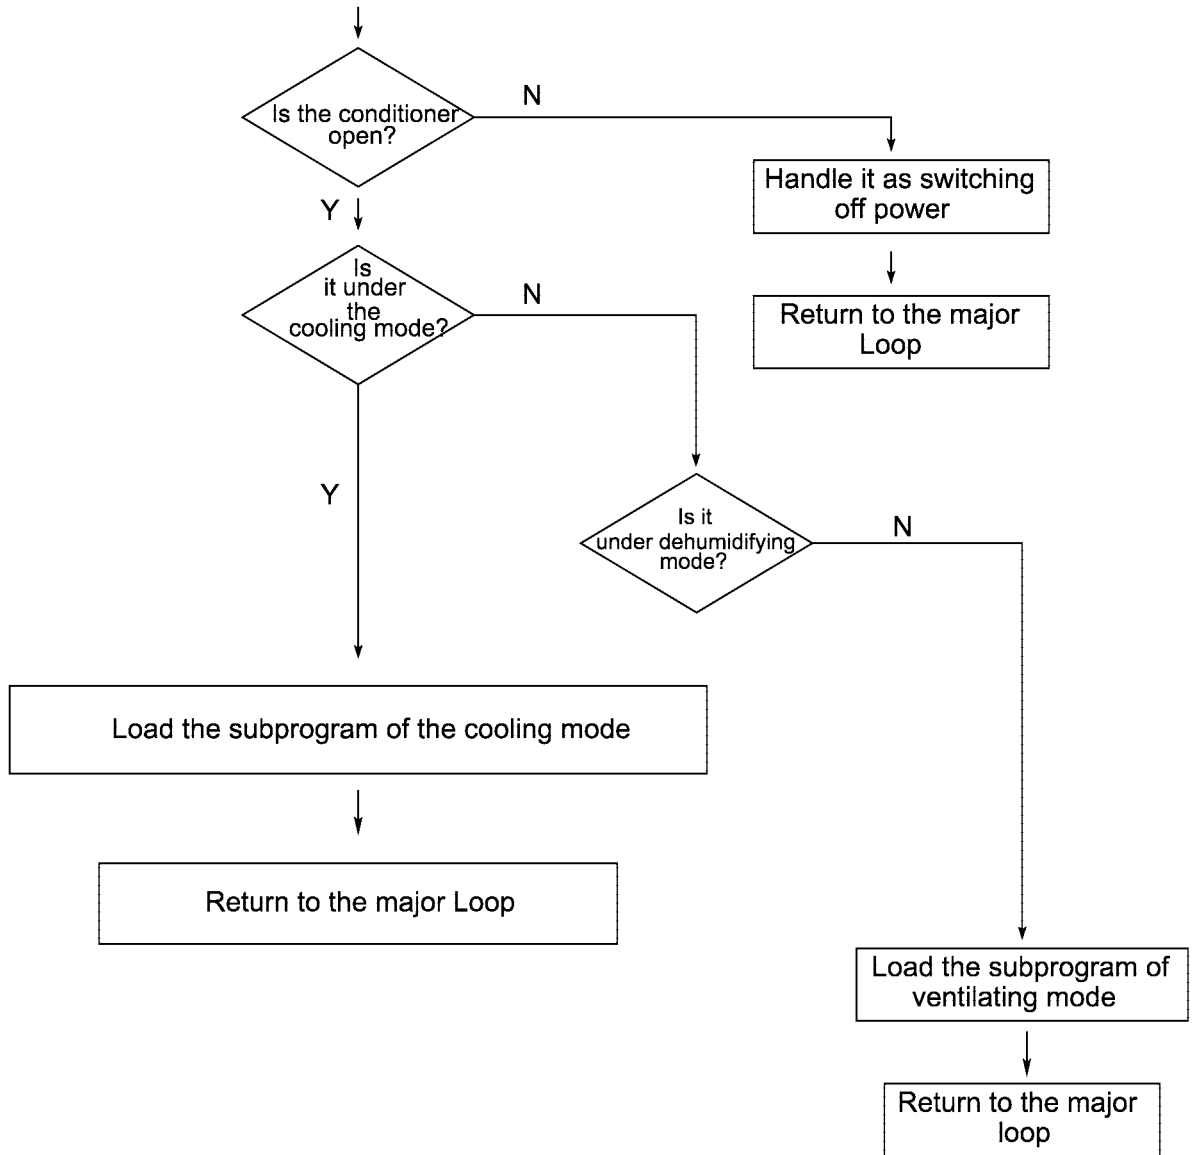 Is the conditioner
open?
N
Handle it as switching
off power
Y
Return to the major
Loop
Is
it under
the
cooling mode?
N
Y
Is it
under dehumidifying
mode?
N
Load the subprogram of the cooling mode
Return to the major Loop
Load the subprogram of
ventilating mode
Return to the major
loop